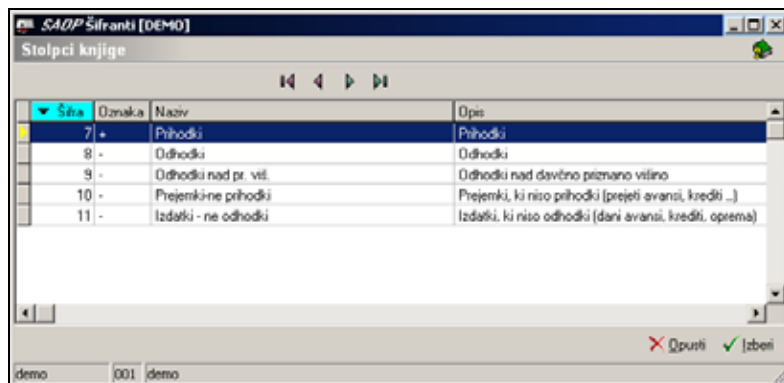 SAOP Šifranti [DEMO]
Stolpci knjige
Šifra Oznaka Naziv Opis
7 + Prihodki Prihodki
8 - Odhodki Odhodki
9 - Odhodki nad pr. viš. Odhodki nad davčno priznano višino
10 - Prejemki-ne prihodki Prejemki, ki niso prihodki (prejeti avansi, krediti ...)
11 - Izdatki - ne odhodki Izdatki, ki niso odhodki (dani avansi, krediti, oprema)
Opusti Izberi
demo 001 demo